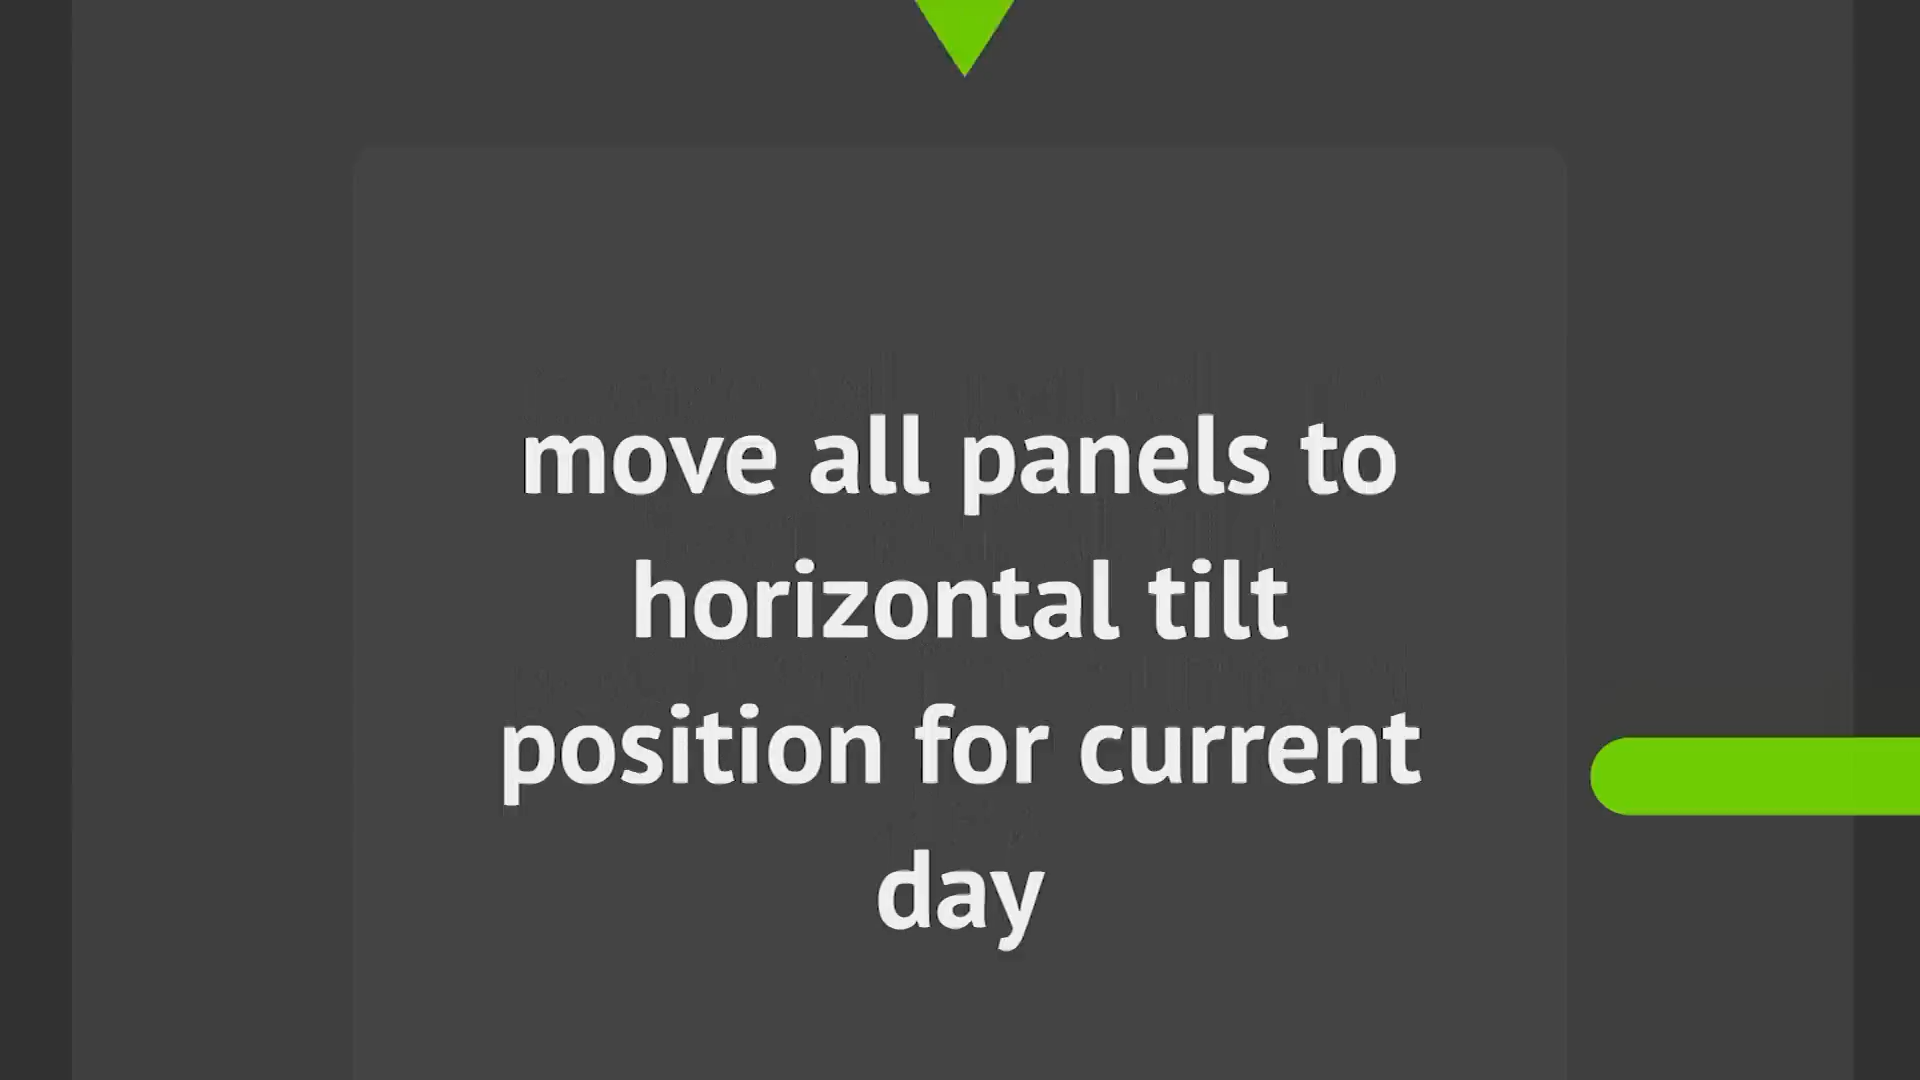 move all panels to
horizontal tilt
position for current
day